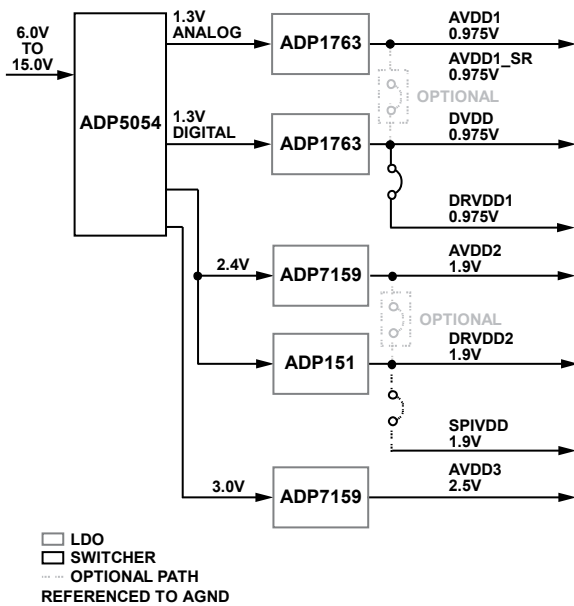 6.0V
TO
15.0V
ADP5054
1.3V
ANALOG
ADP1763
AVDD1
0.975V
AVDD1_SR
0.975V
OPTIONAL
1.3V
DIGITAL
ADP1763
DVDD
0.975V
DRVDD1
0.975V
2.4V
ADP7159
AVDD2
1.9V
OPTIONAL
ADP151
DRVDD2
1.9V
SPIVDD
1.9V
3.0V
ADP7159
AVDD3
2.5V
LDO
SWITCHER
OPTIONAL PATH
REFERENCED TO AGND